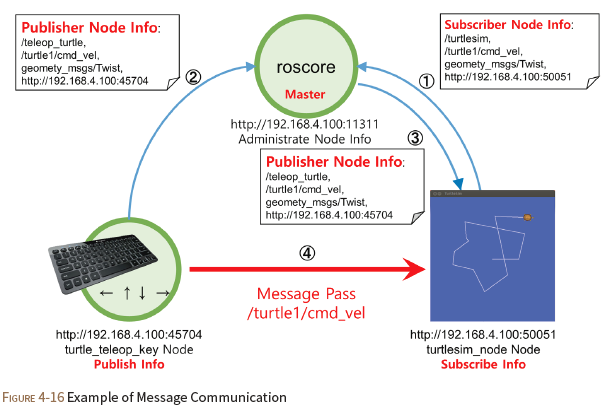 Publisher Node Info:
/teleop_turtle,
/turtle1/cmd_vel,
geomety_msgs/Twist,
http://192.168.4.100:45704
②
roscore
Master
http://192.168.4.100:11311
Administrate Node Info
Subscriber Node Info:
/turtlesim,
/turtle1/cmd_vel,
geomety_msgs/Twist,
http://192.168.4.100:50051
①
③
Publisher Node Info:
/teleop_turtle,
/turtle1/cmd_vel,
geomety_msgs/Twist,
http://192.168.4.100:45704
④
Message Pass
/turtle1/cmd_vel
← ↑ ↓ →
http://192.168.4.100:45704
turtle_teleop_key Node
Publish Info
http://192.168.4.100:50051
turtlesim_node Node
Subscribe Info
FIGURE 4-16 Example of Message Communication